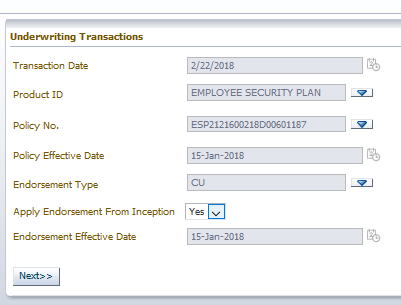 Underwriting Transactions
Transaction Date 2/22/2018
Product ID EMPLOYEE SECURITY PLAN
Policy No. ESP2121600218D00601187
Policy Effective Date 15-Jan-2018
Endorsement Type CU
Apply Endorsement From Inception Yes
Endorsement Effective Date 15-Jan-2018
Next>>